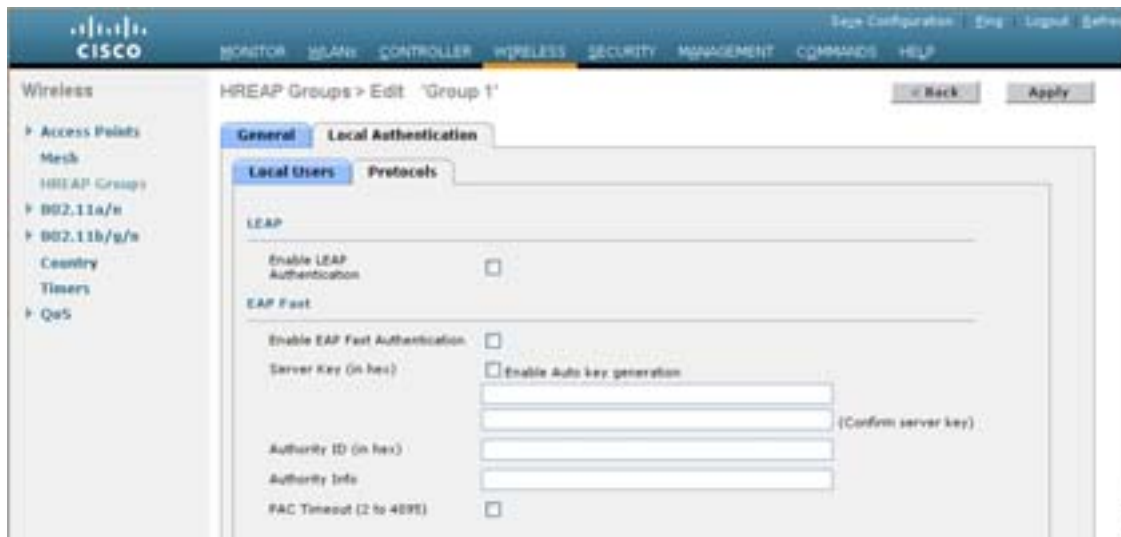 Save Configuration | Ping | Logout | Refres
CISCO
MONITOR WLANs CONTROLLER WIRELESS SECURITY MANAGEMENT COMMANDS HELP
Wireless
HREAP Groups > Edit 'Group 1'
< Back
Apply
Access Points
Mesh
HREAP Groups
802.11a/n
802.11b/g/n
Country
Timers
QoS
General
Local Authentication
Local Users
Protocols
LEAP
Enable LEAP
Authentication
EAP Fast
Enable EAP Fast Authentication
Server Key (in hex)
Enable Auto key generation
(Confirm server key)
Authority ID (in hex)
Authority Info
PAC Timeout (2 to 4095)